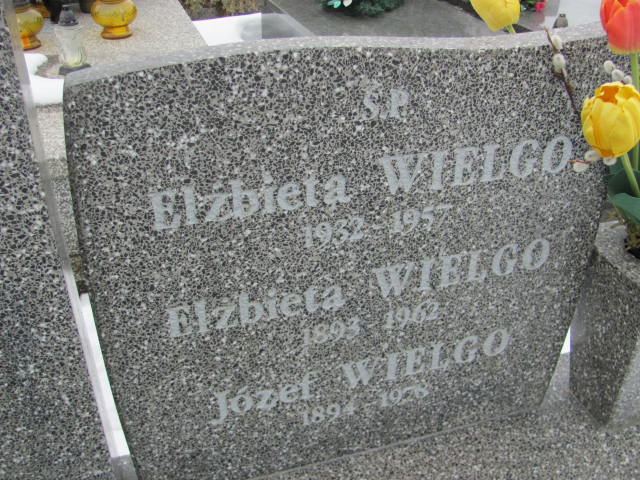 Ś.P.
Elżbieta WIELGO
1932 - 1957
Elżbieta WIELGO
1893 - 1962
Józef WIELGO
1894 - 1978